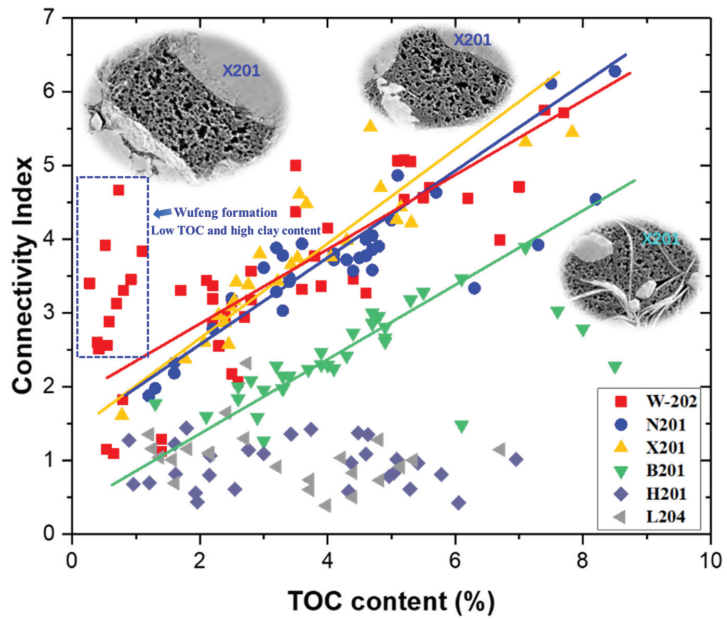 7
6
5
4
3
2
1
0
Connectivity Index
X201
X201
X201
Wufeng formation
Low TOC and high clay content
W-202
N201
X201
B201
H201
L204
0 2 4 6 8 10
TOC content (%)